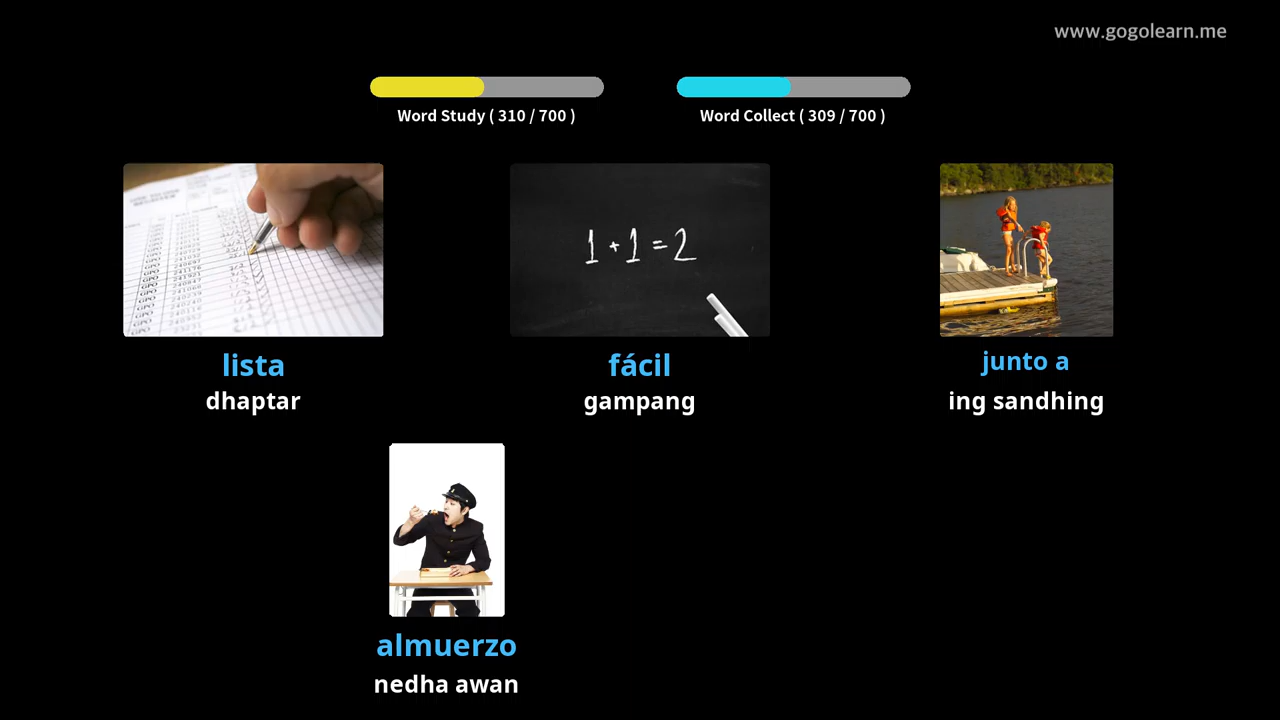 www.gogolearn.me
Word Study ( 310 / 700 )
Word Collect ( 309 / 700 )
1 + 1 = 2
lista
dhaptar
fácil
gampang
junto a
ing sandhing
almuerzo
nedha awan